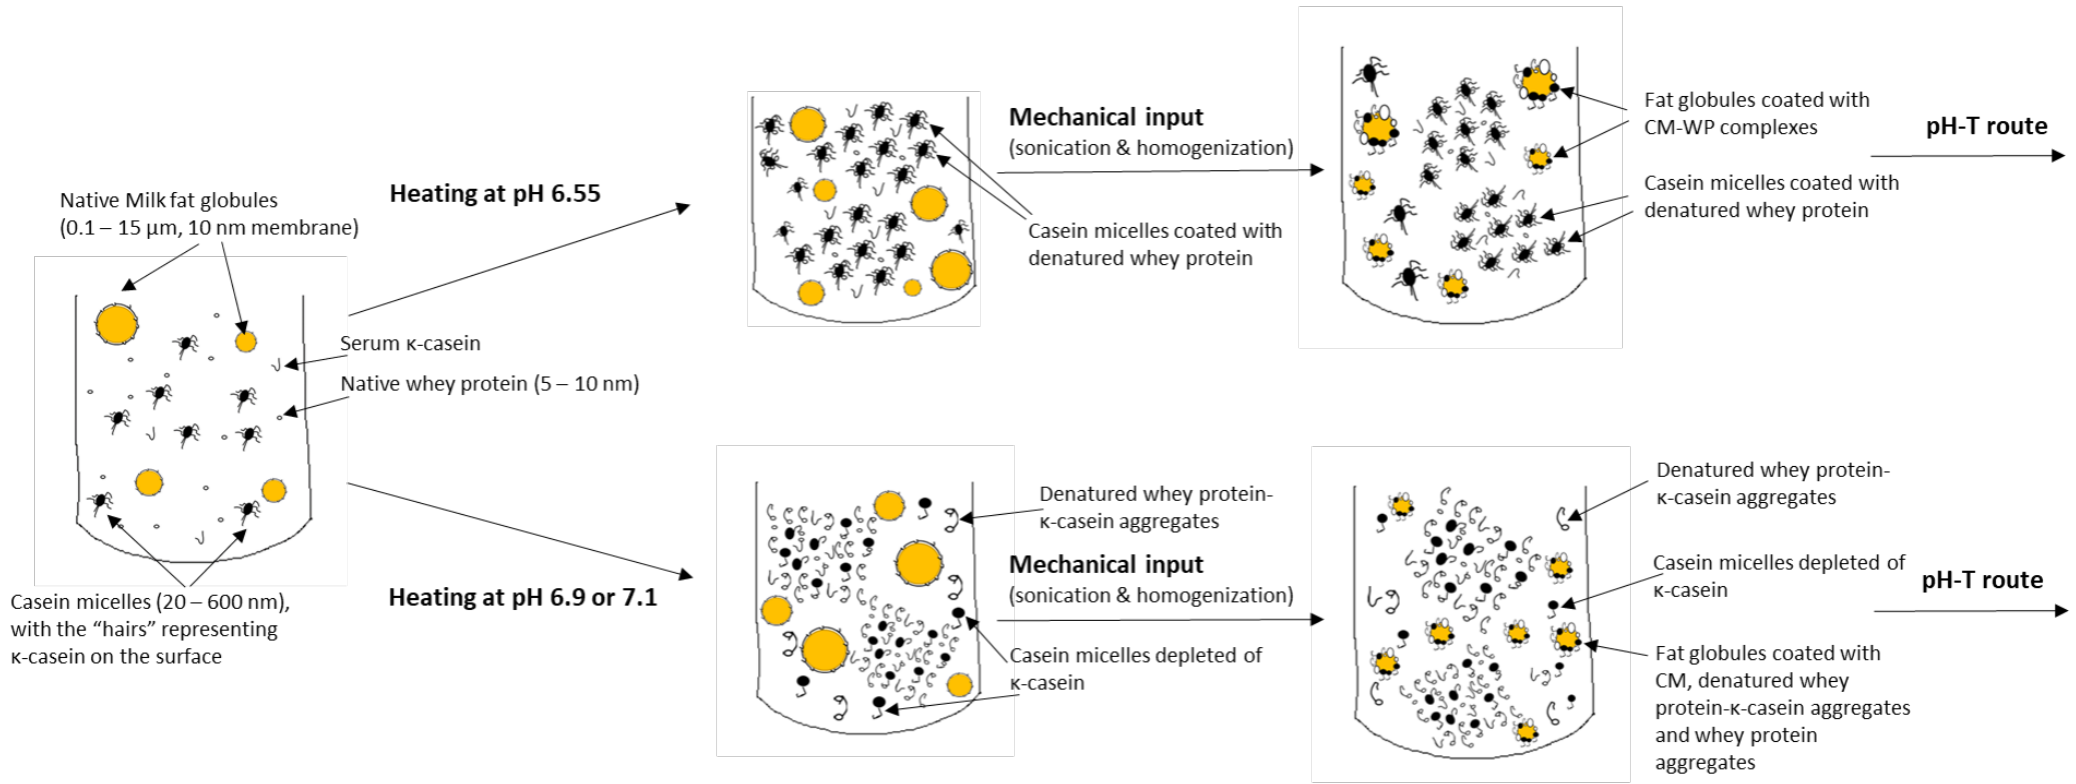 Native Milk fat globules
(0.1 – 15 µm, 10 nm membrane)
Serum κ-casein
Native whey protein (5 – 10 nm)
Casein micelles (20 – 600 nm),
with the “hairs” representing
κ-casein on the surface
Heating at pH 6.55
Casein micelles coated with
denatured whey protein
Mechanical input
(sonication & homogenization)
Fat globules coated with
CM-WP complexes
Casein micelles coated with
denatured whey protein
pH-T route
Heating at pH 6.9 or 7.1
Denatured whey protein-
κ-casein aggregates
Mechanical input
(sonication & homogenization)
Casein micelles depleted of
κ-casein
Denatured whey protein-
κ-casein aggregates
Casein micelles depleted of
κ-casein
Fat globules coated with
CM, denatured whey
protein-κ-casein aggregates
and whey protein
aggregates
pH-T route